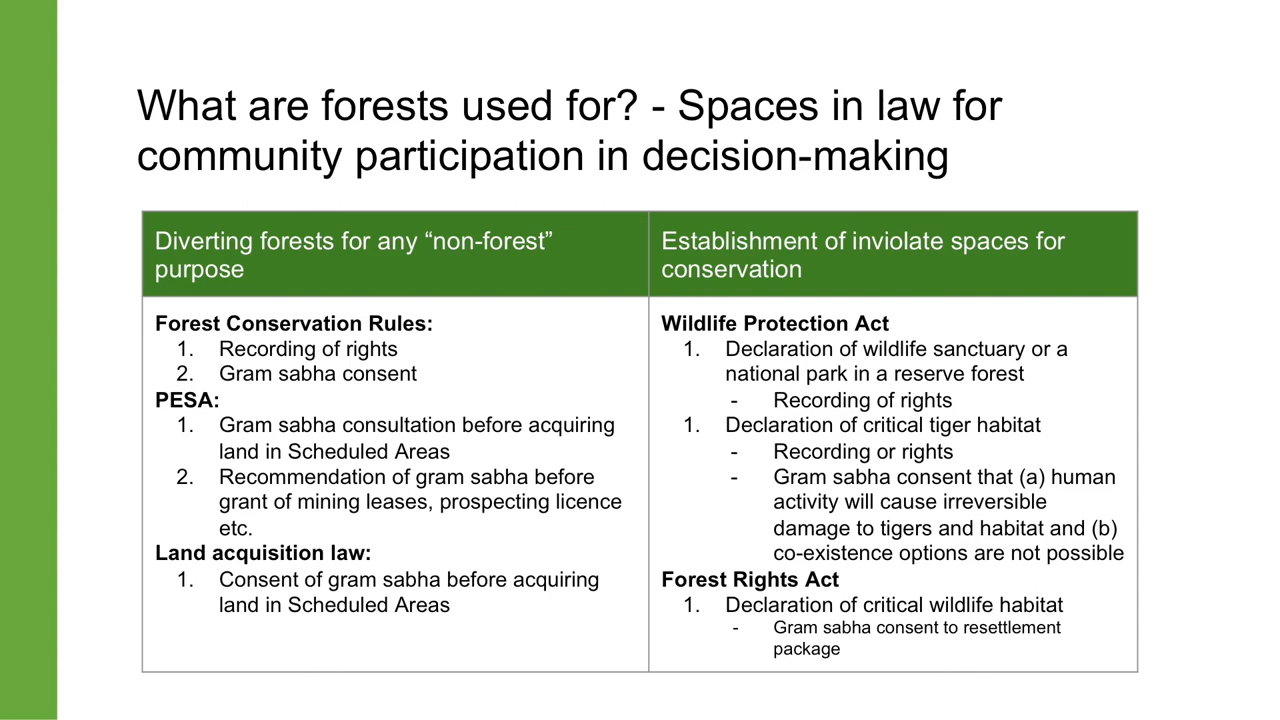 What are forests used for? - Spaces in law for
community participation in decision-making
Diverting forests for any “non-forest”
purpose
Forest Conservation Rules:
1. Recording of rights
2. Gram sabha consent
PESA:
1. Gram sabha consultation before acquiring
land in Scheduled Areas
2. Recommendation of gram sabha before
grant of mining leases, prospecting licence
etc.
Land acquisition law:
1. Consent of gram sabha before acquiring
land in Scheduled Areas
Establishment of inviolate spaces for
conservation
Wildlife Protection Act
1. Declaration of wildlife sanctuary or a
national park in a reserve forest
- Recording of rights
1. Declaration of critical tiger habitat
- Recording or rights
- Gram sabha consent that (a) human
activity will cause irreversible
damage to tigers and habitat and (b)
co-existence options are not possible
Forest Rights Act
1. Declaration of critical wildlife habitat
- Gram sabha consent to resettlement
package